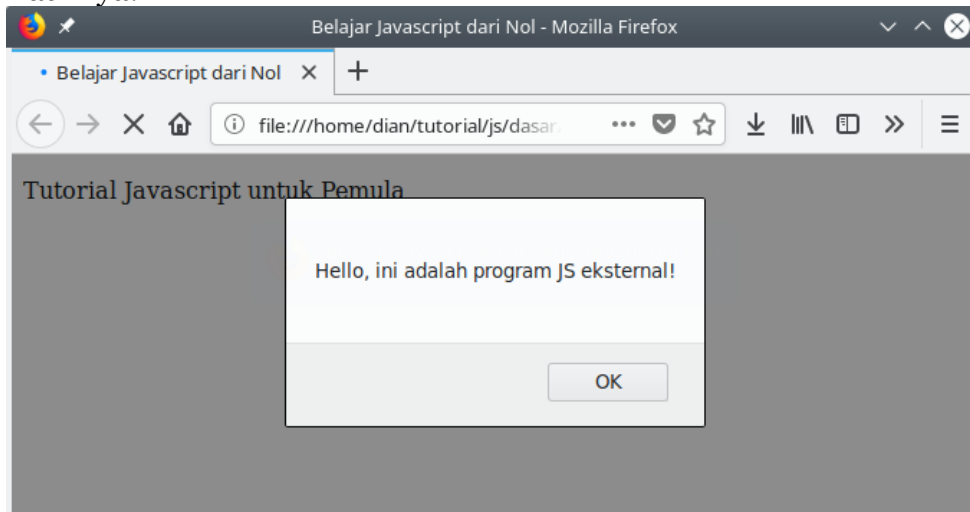 Belajar Javascript dari Nol - Mozilla Firefox
Belajar Javascript dari Nol
file:///home/dian/tutorial/js/dasar
Tutorial Javascript untuk Pemula
Hello, ini adalah program JS eksternal!
OK